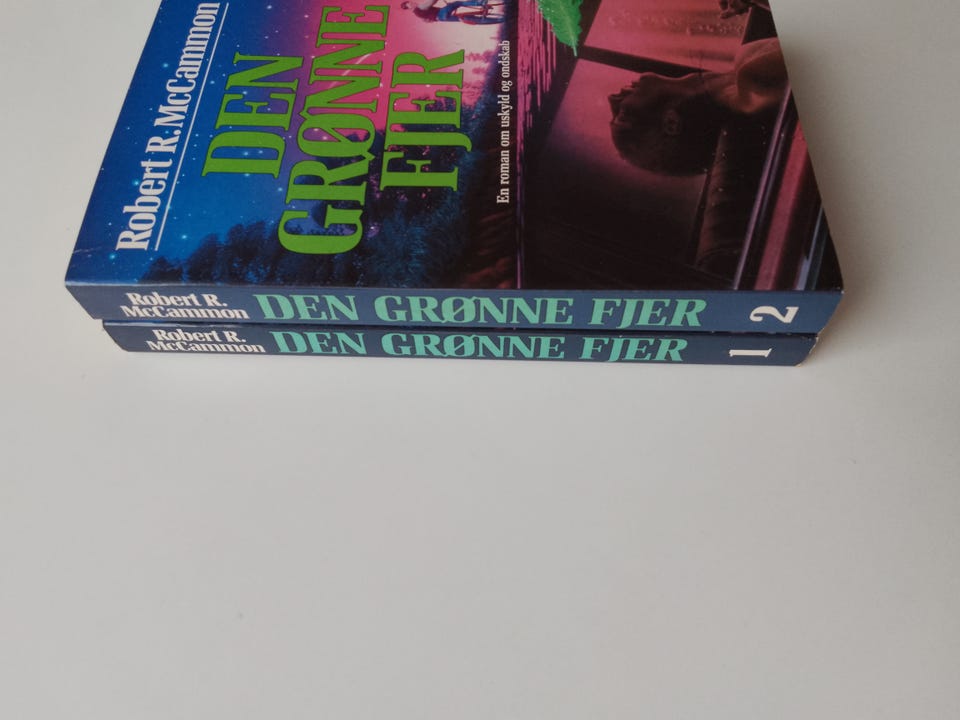 Robert R. McCammon
DEN
GRØNNE
FJER
En roman om uskyld og ondskab
Robert R.
McCammon
DEN GRØNNE FJER
2
Robert R.
McCammon
DEN GRØNNE FJER
1